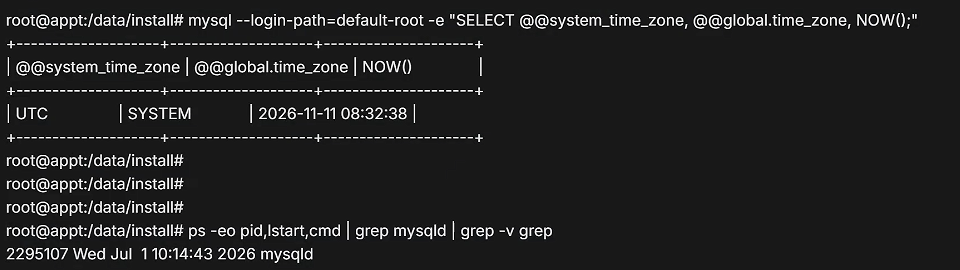 root@appt:/data/install# mysql --login-path=default-root -e "SELECT @@system_time_zone, @@global.time_zone, NOW();"
+--------------------+--------------------+---------------------+
| @@system_time_zone | @@global.time_zone | NOW() |
+--------------------+--------------------+---------------------+
| UTC | SYSTEM | 2026-11-11 08:32:38 |
+--------------------+--------------------+---------------------+
root@appt:/data/install#
root@appt:/data/install#
root@appt:/data/install#
root@appt:/data/install# ps -eo pid,lstart,cmd | grep mysqld | grep -v grep
2295107 Wed Jul  1 10:14:43 2026 mysqld